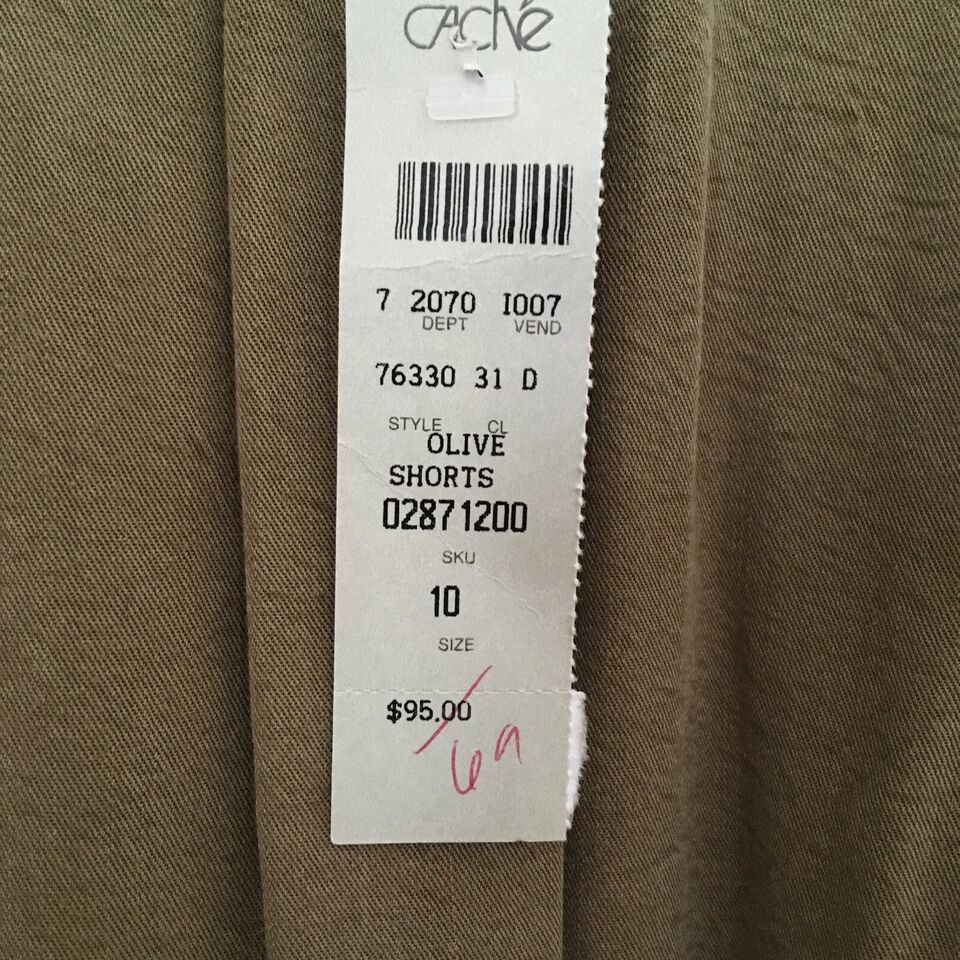 CAChé
7 2070 I007
DEPT VEND
76330 31 D
STYLE CL
OLIVE
SHORTS
02871200
SKU
10
SIZE
$95.00
69